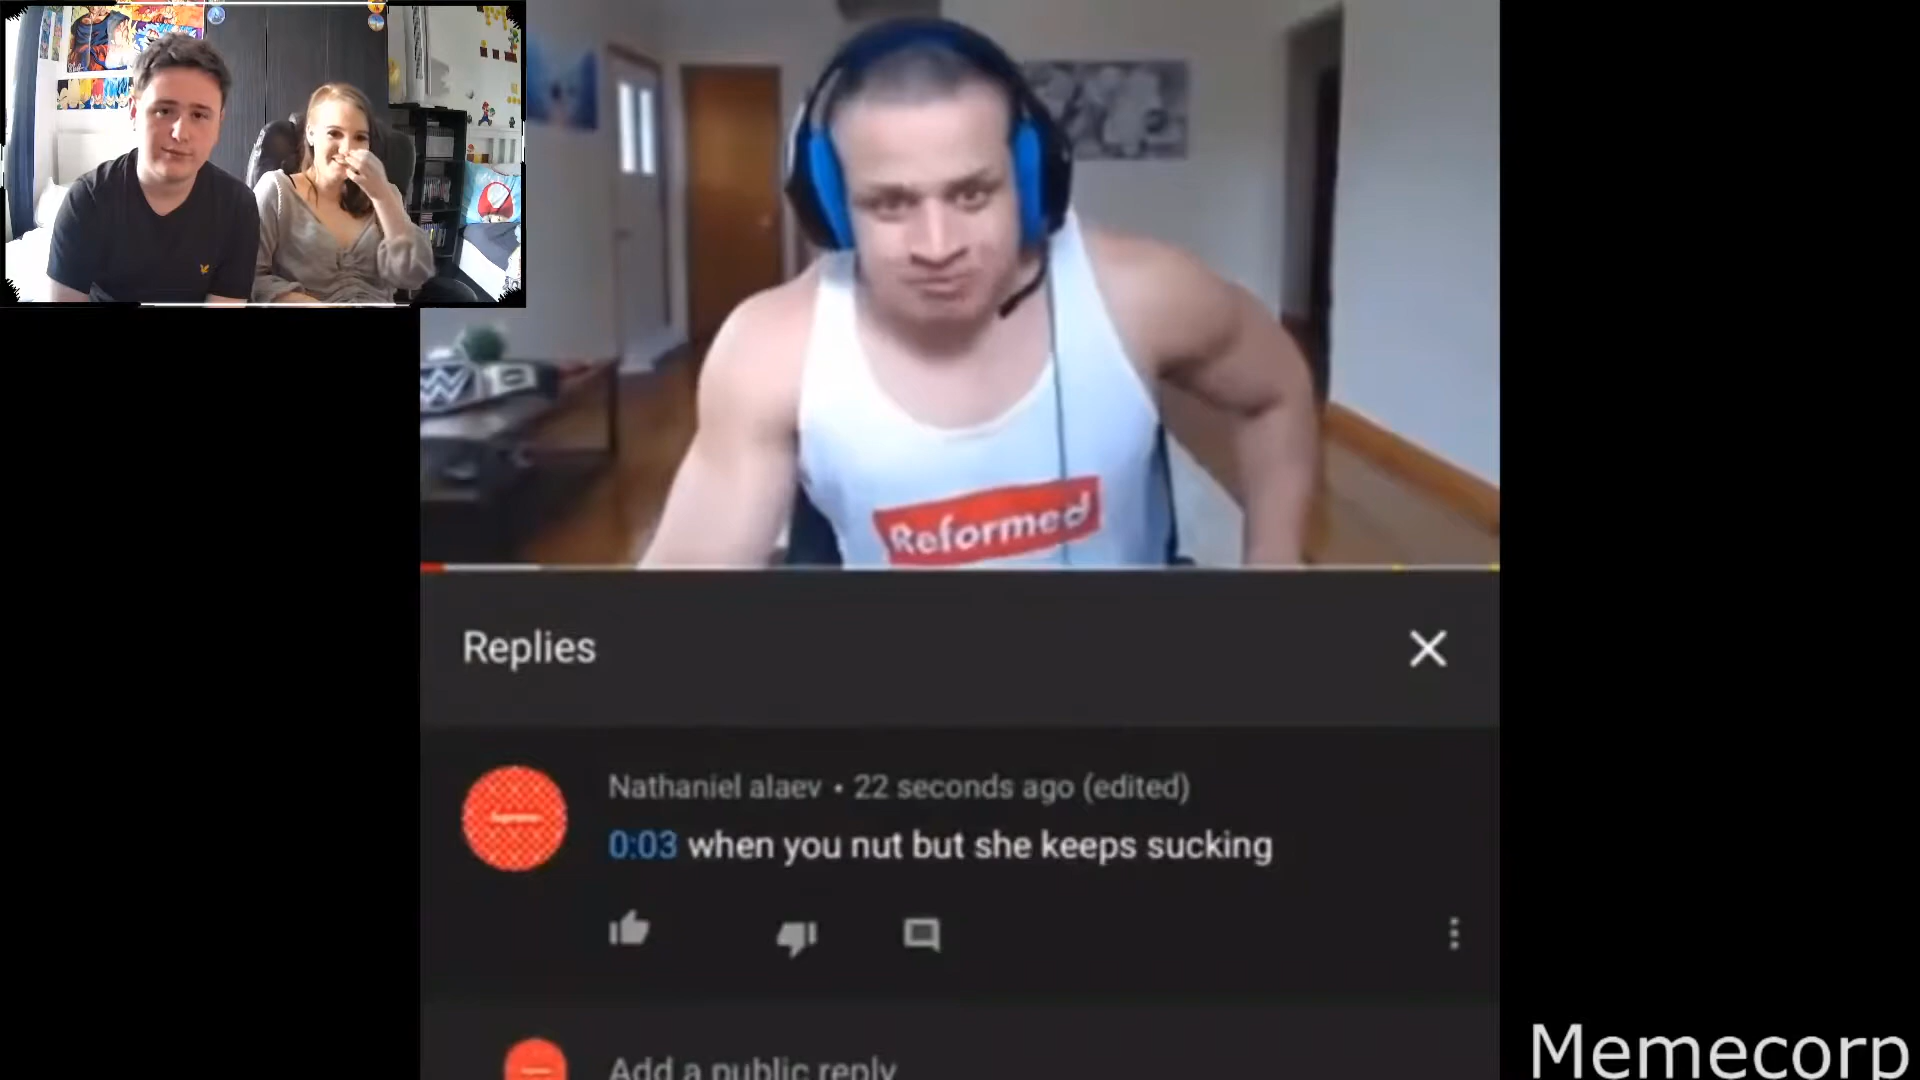 Reformed
Replies
Nathaniel alaev • 22 seconds ago (edited)
0:03 when you nut but she keeps sucking
Add a public reply
Memecorp